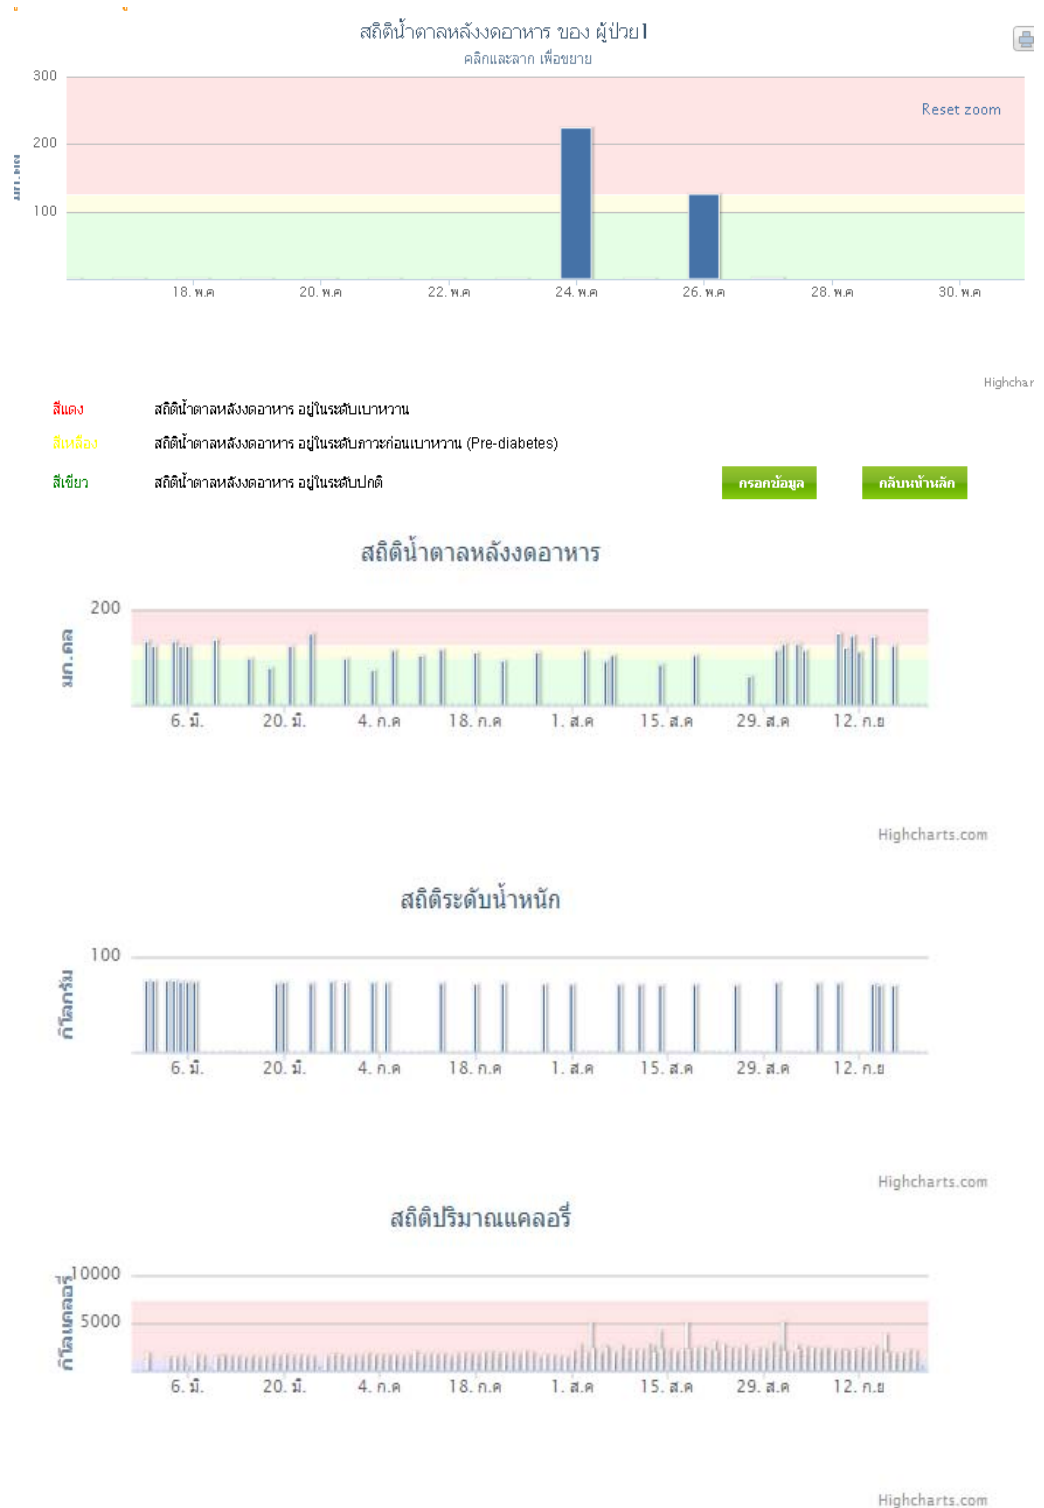 สถิติน้ำตาลหลังงดอาหาร ของ ผู้ป่วย1
คลิกและลาก เพื่อขยาย
300
Reset zoom
200
มก.ดล
100
18. พ.ค 20. พ.ค 22. พ.ค 24. พ.ค 26. พ.ค 28. พ.ค 30. พ.ค
Highchar
สีแดง สถิติน้ำตาลหลังงดอาหาร อยู่ในระดับเบาหวาน
สีเหลือง สถิติน้ำตาลหลังงดอาหาร อยู่ในระดับภาวะก่อนเบาหวาน (Pre-diabetes)
สีเขียว สถิติน้ำตาลหลังงดอาหาร อยู่ในระดับปกติ กรอกข้อมูล กลับหน้าหลัก
สถิติน้ำตาลหลังงดอาหาร
200
มก.ดล
6. มิ. 20. มิ. 4. ก.ค 18. ก.ค 1. ส.ค 15. ส.ค 29. ส.ค 12. ก.ย
Highcharts.com
สถิติระดับน้ำหนัก
100
กิโลกรัม
6. มิ. 20. มิ. 4. ก.ค 18. ก.ค 1. ส.ค 15. ส.ค 29. ส.ค 12. ก.ย
Highcharts.com
สถิติปริมาณแคลอรี่
10000
กิโลแคลอรี่
5000
6. มิ. 20. มิ. 4. ก.ค 18. ก.ค 1. ส.ค 15. ส.ค 29. ส.ค 12. ก.ย
Highcharts.com